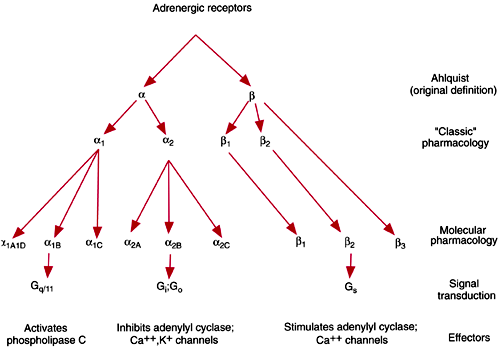 Adrenergic receptors
Ahlquist
(original definition)
α β
"Classic"
pharmacology
α1 α2 β1 β2
Molecular
pharmacology
α1A1D α1B α1C α2A α2B α2C β1 β2 β3
Gq/11 Gi;Go Gs
Signal
transduction
Activates
phospholipase C
Inhibits adenylyl cyclase;
Ca++,K+ channels
Stimulates adenylyl cyclase;
Ca++ channels
Effectors